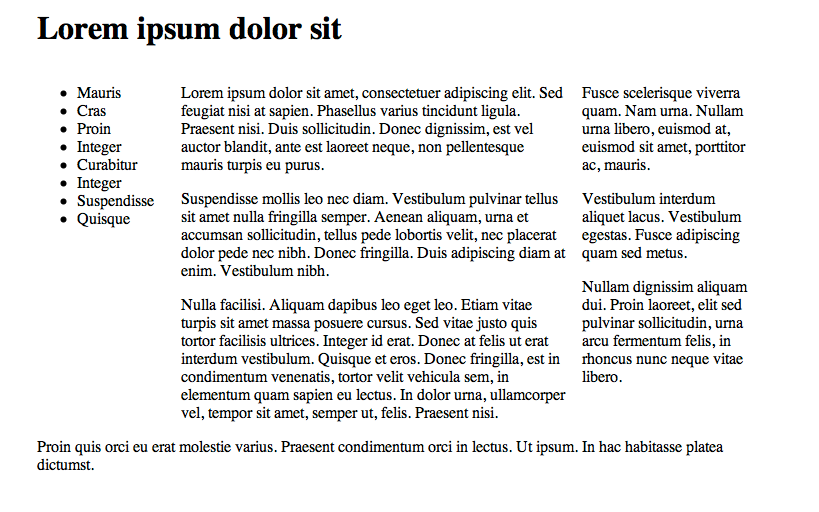 Lorem ipsum dolor sit
Mauris
Cras
Proin
Integer
Curabitur
Integer
Suspendisse
Quisque
Lorem ipsum dolor sit amet, consectetuer adipiscing elit. Sed
feugiat nisi at sapien. Phasellus varius tincidunt ligula.
Praesent nisi. Duis sollicitudin. Donec dignissim, est vel
auctor blandit, ante est laoreet neque, non pellentesque
mauris turpis eu purus.
Suspendisse mollis leo nec diam. Vestibulum pulvinar tellus
sit amet nulla fringilla semper. Aenean aliquam, urna et
accumsan sollicitudin, tellus pede lobortis velit, nec placerat
dolor pede nec nibh. Donec fringilla. Duis adipiscing diam at
enim. Vestibulum nibh.
Nulla facilisi. Aliquam dapibus leo eget leo. Etiam vitae
turpis sit amet massa posuere cursus. Sed vitae justo quis
tortor facilisis ultrices. Integer id erat. Donec at felis ut erat
interdum vestibulum. Quisque et eros. Donec fringilla, est in
condimentum venenatis, tortor velit vehicula sem, in
elementum quam sapien eu lectus. In dolor urna, ullamcorper
vel, tempor sit amet, semper ut, felis. Praesent nisi.
Fusce scelerisque viverra
quam. Nam urna. Nullam
urna libero, euismod at,
euismod sit amet, porttitor
ac, mauris.
Vestibulum interdum
aliquet lacus. Vestibulum
egestas. Fusce adipiscing
quam sed metus.
Nullam dignissim aliquam
dui. Proin laoreet, elit sed
pulvinar sollicitudin, urna
arcu fermentum felis, in
rhoncus nunc neque vitae
libero.
Proin quis orci eu erat molestie varius. Praesent condimentum orci in lectus. Ut ipsum. In hac habitasse platea
dictumst.